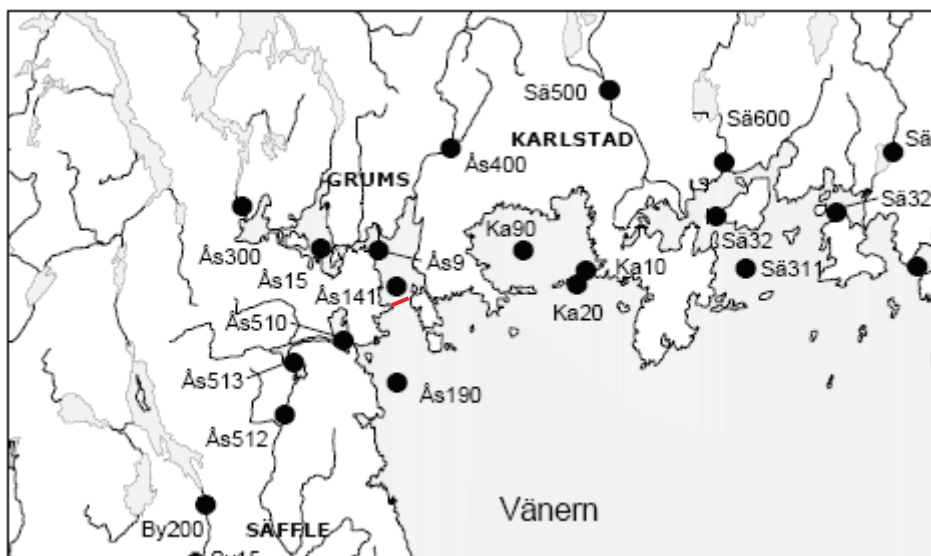 Sä500
KARLSTAD
Sä600
Sä
Ås400
GRUMS
Sä32
Ka90
Ås300
Ås9
Sä32
Ås15
Ka10
Sä311
Ås141
Ka20
Ås510
Ås513
Ås190
Ås512
Vänern
By200
SÄFFLE